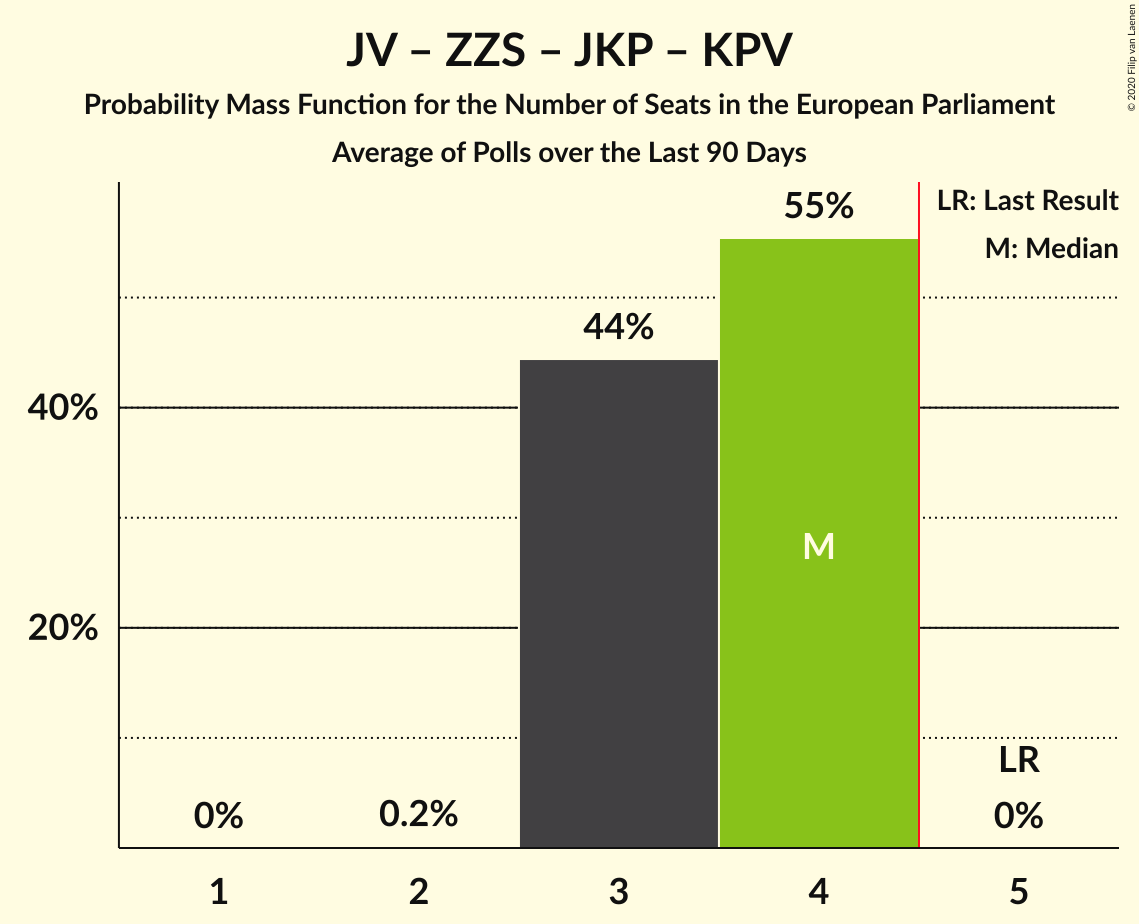 JV – ZZS – JKP – KPV
Probability Mass Function for the Number of Seats in the European Parliament
Average of Polls over the Last 90 Days
© 2020 Filip van Laenen
LR: Last Result
M: Median
55%
44%
40%
M
20%
LR
0%
0.2%
0%
1
2
3
4
5